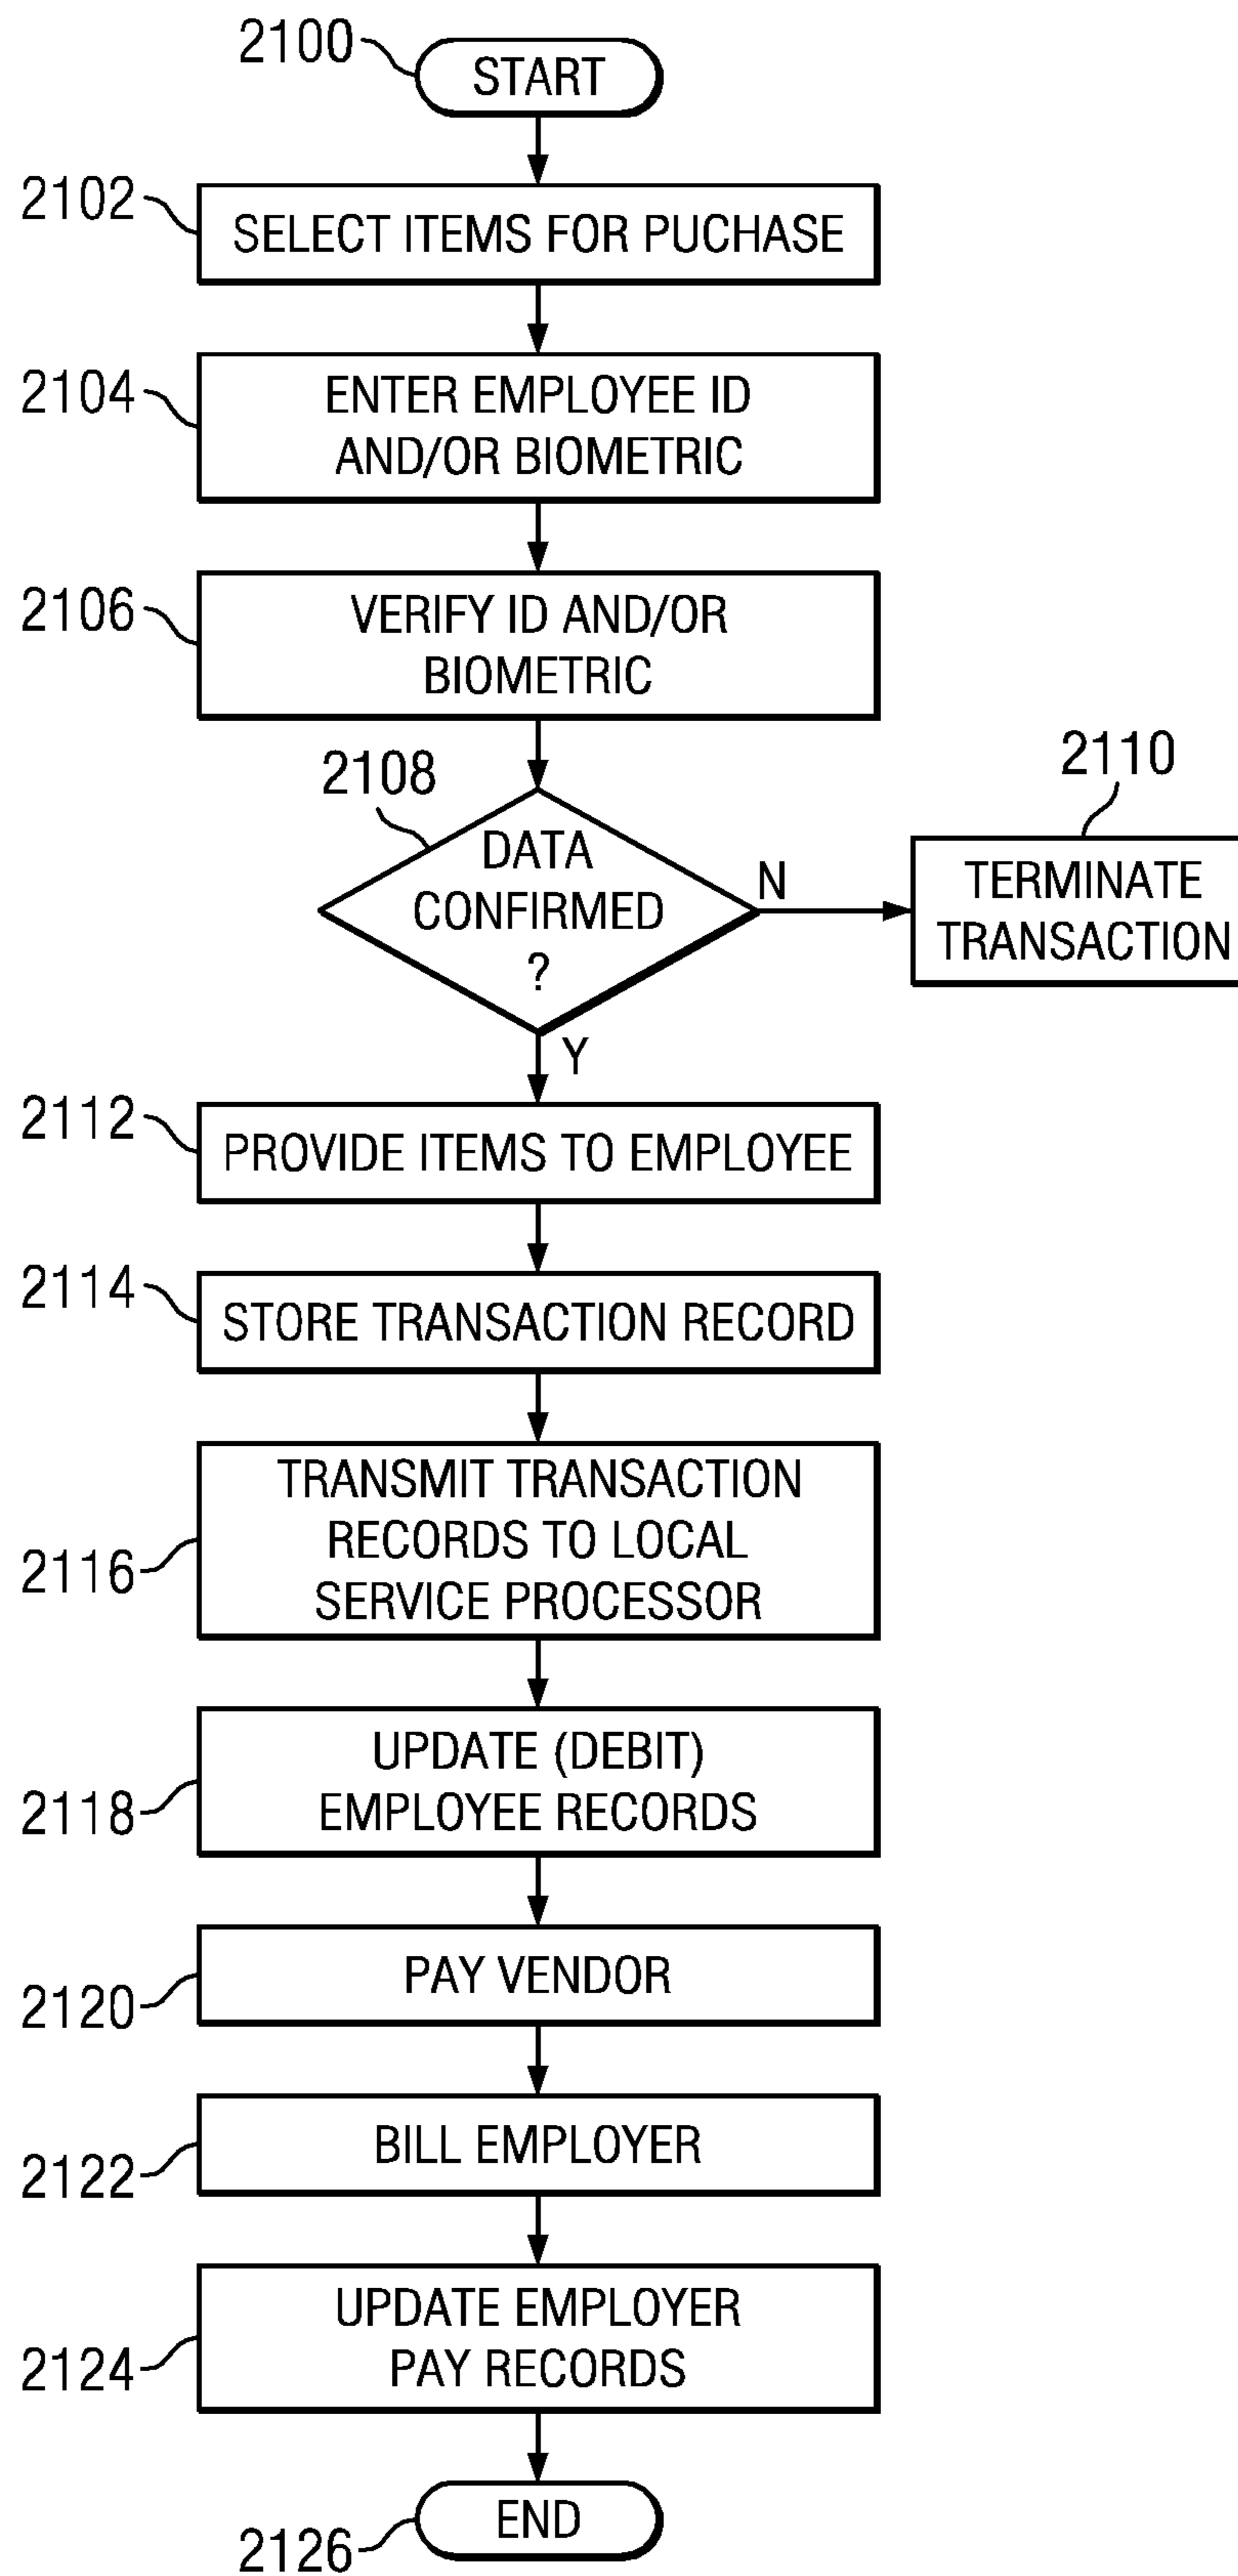 2100
START
2102
SELECT ITEMS FOR PUCHASE
2104
ENTER EMPLOYEE ID
AND/OR BIOMETRIC
2106
VERIFY ID AND/OR
BIOMETRIC
2108
DATA
CONFIRMED
?
N
2110
TERMINATE
TRANSACTION
Y
2112
PROVIDE ITEMS TO EMPLOYEE
2114
STORE TRANSACTION RECORD
2116
TRANSMIT TRANSACTION
RECORDS TO LOCAL
SERVICE PROCESSOR
2118
UPDATE (DEBIT)
EMPLOYEE RECORDS
2120
PAY VENDOR
2122
BILL EMPLOYER
2124
UPDATE EMPLOYER
PAY RECORDS
2126
END